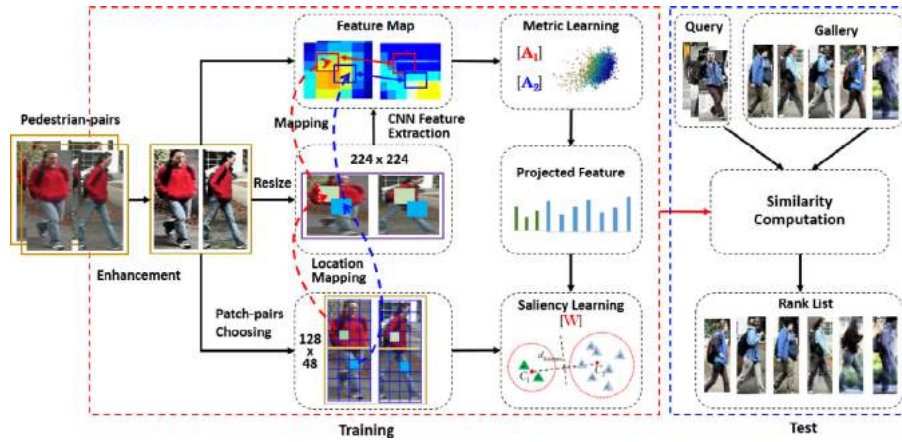 Feature Map
Metric Learning
[A1]
[A2]
Query
Gallery
Pedestrian-pairs
Mapping
CNN Feature
Extraction
224 x 224
Resize
Projected Feature
Similarity
Computation
Enhancement
Location
Mapping
Patch-pairs
Choosing
128
x
48
Saliency Learning
[W]
C1
Rank List
Training
Test